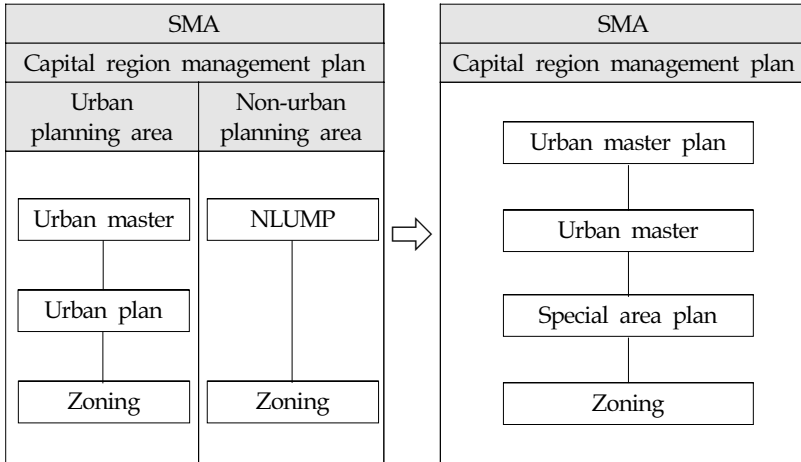 SMA
Capital region management plan
Urban
planning area
Non-urban
planning area
Urban master
NLUMP
Urban plan
Zoning
Zoning
SMA
Capital region management plan
Urban master plan
Urban master
Special area plan
Zoning